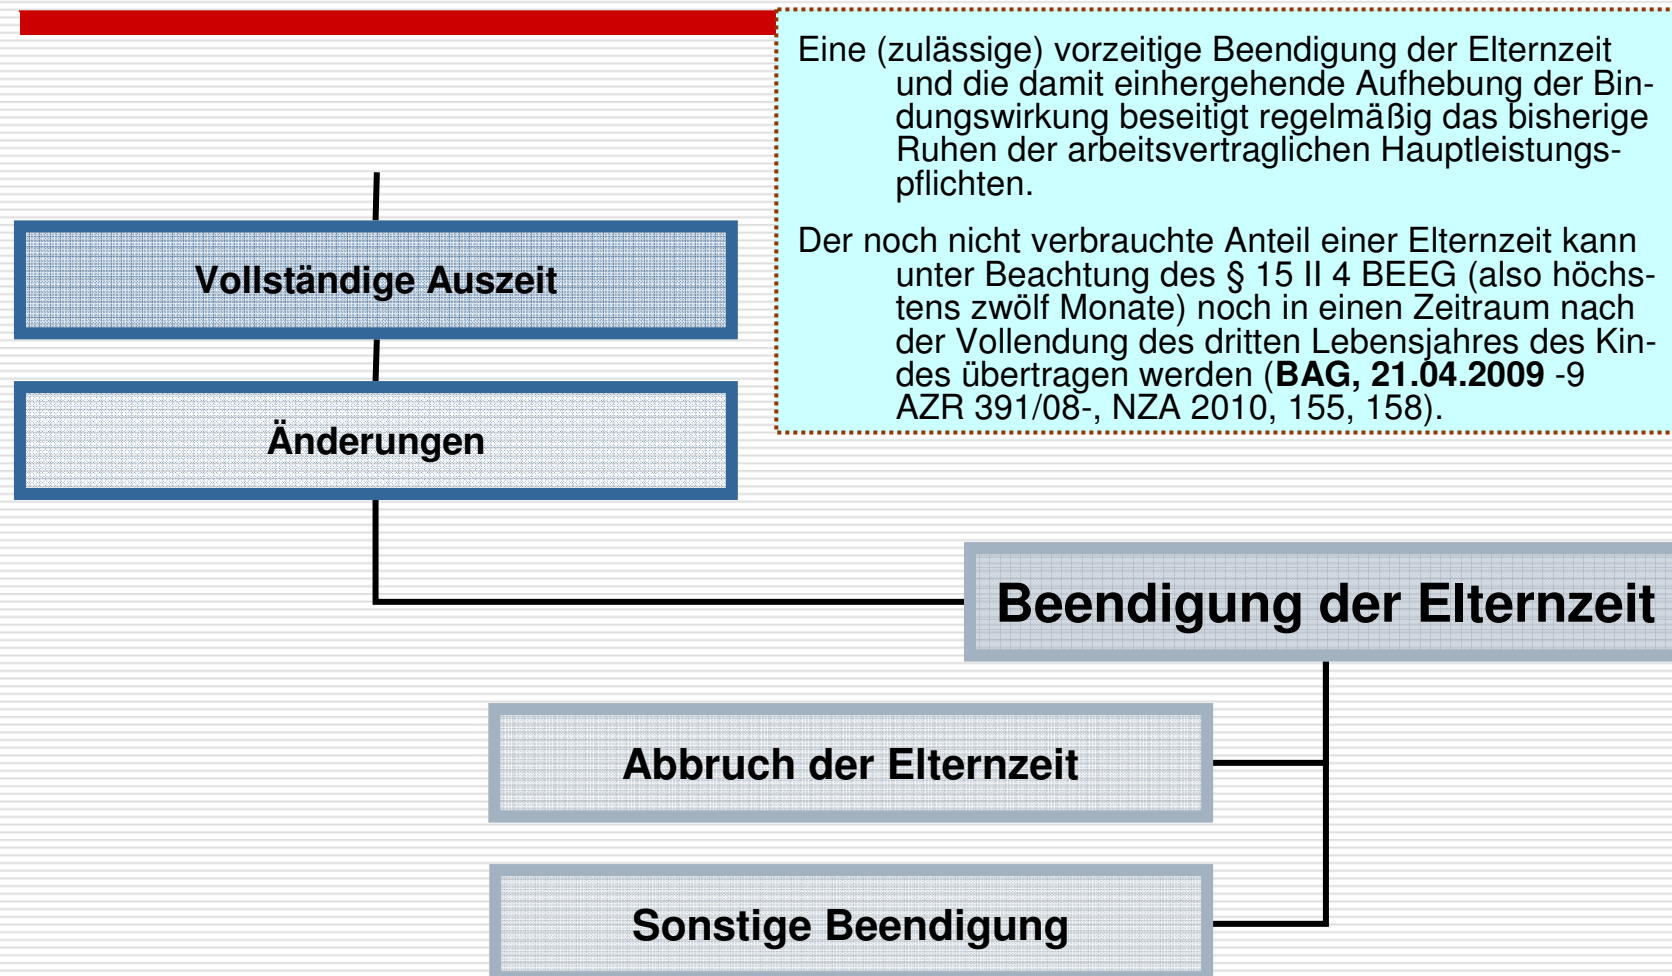 Eine (zulässige) vorzeitige Beendigung der Elternzeit
und die damit einhergehende Aufhebung der Bin-
dungswirkung beseitigt regelmäßig das bisherige
Ruhen der arbeitsvertraglichen Hauptleistungs-
pflichten.
Der noch nicht verbrauchte Anteil einer Elternzeit kann
unter Beachtung des § 15 II 4 BEEG (also höchs-
tens zwölf Monate) noch in einen Zeitraum nach
der Vollendung des dritten Lebensjahres des Kin-
des übertragen werden (BAG, 21.04.2009 -9
AZR 391/08-, NZA 2010, 155, 158).
Vollständige Auszeit
Änderungen
Beendigung der Elternzeit
Abbruch der Elternzeit
Sonstige Beendigung